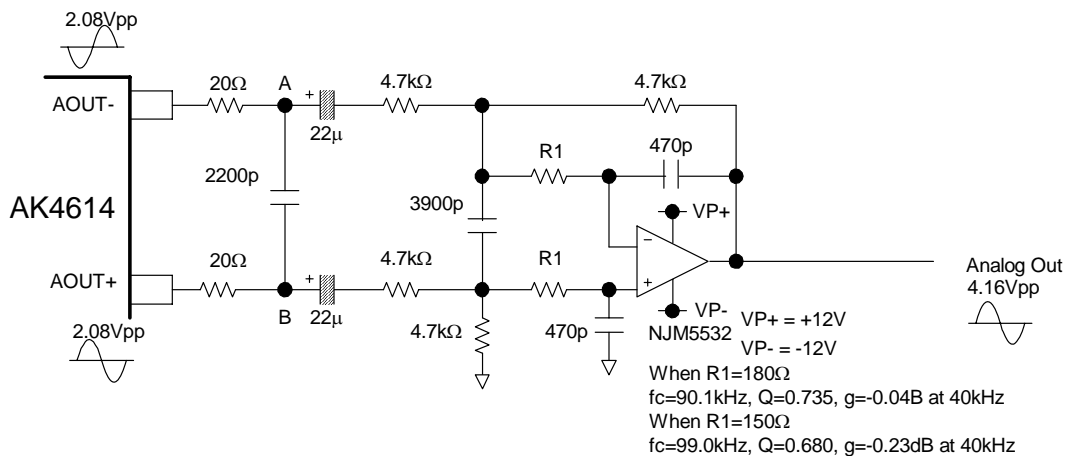 2.08Vpp
20Ω
A
+
4.7kΩ
4.7kΩ
AOUT-
22μ
R1
470p
2200p
AK4614
3900p
VP+
−
20Ω
+
4.7kΩ
R1
+
AOUT+
Analog Out
4.16Vpp
B
22μ
VP-
2.08Vpp
4.7kΩ
470p
NJM5532
VP+ = +12V
VP- = -12V
When R1=180Ω
fc=90.1kHz, Q=0.735, g=-0.04B at 40kHz
When R1=150Ω
fc=99.0kHz, Q=0.680, g=-0.23dB at 40kHz